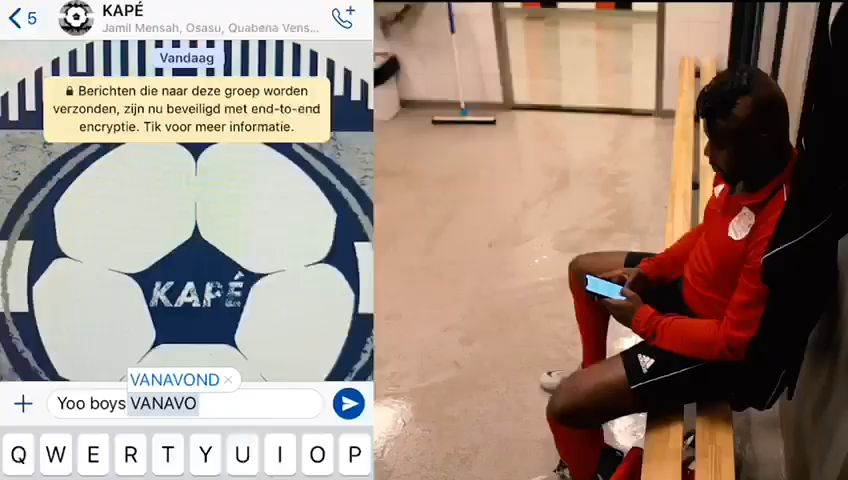 5
KAPÉ
Jamil Mensah, Osasu, Quabena Vens...
Vandaag
Berichten die naar deze groep worden
verzonden, zijn nu beveiligd met end-to-end
encryptie. Tik voor meer informatie.
KAPÉ
VANAVOND ×
Yoo boys VANAVO
Q W E R T Y U I O P